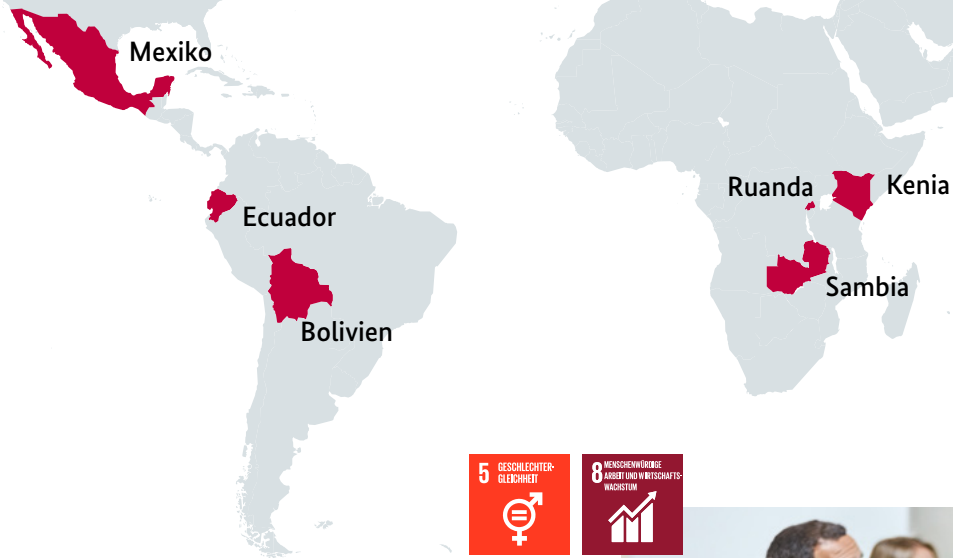 Mexiko
Ecuador
Bolivien
Ruanda
Kenia
Sambia
5 GESCHLECHTER-
GLEICHHEIT
8 MENSCHENWÜRDIGE
ARBEIT UND WIRTSCHAFTS-
WACHSTUM